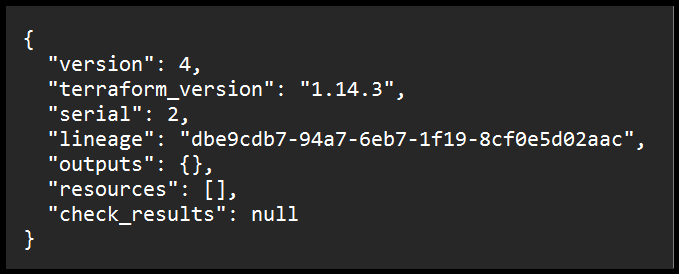 {
  "version": 4,
  "terraform_version": "1.14.3",
  "serial": 2,
  "lineage": "dbe9cdb7-94a7-6eb7-1f19-8cf0e5d02aac",
  "outputs": {},
  "resources": [],
  "check_results": null
}